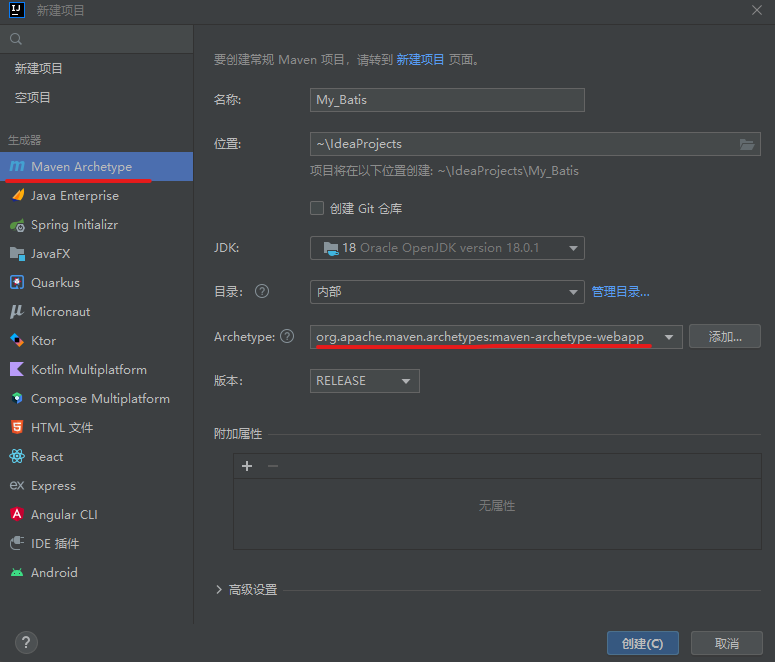 新建项目
新建项目
空项目
生成器
Maven Archetype
Java Enterprise
Spring Initializr
JavaFX
Quarkus
Micronaut
Ktor
Kotlin Multiplatform
Compose Multiplatform
HTML 文件
React
Express
Angular CLI
IDE 插件
Android
要创建常规 Maven 项目，请转到 新建项目 页面。
名称: My_Batis
位置: ~\IdeaProjects
项目将在以下位置创建: ~\IdeaProjects\My_Batis
创建 Git 仓库
JDK: 18 Oracle OpenJDK version 18.0.1
目录: ? 内部 管理目录...
Archetype: ? org.apache.maven.archetypes:maven-archetype-webapp 添加...
版本: RELEASE
附加属性
+ −
无属性
高级设置
? 创建(C) 取消